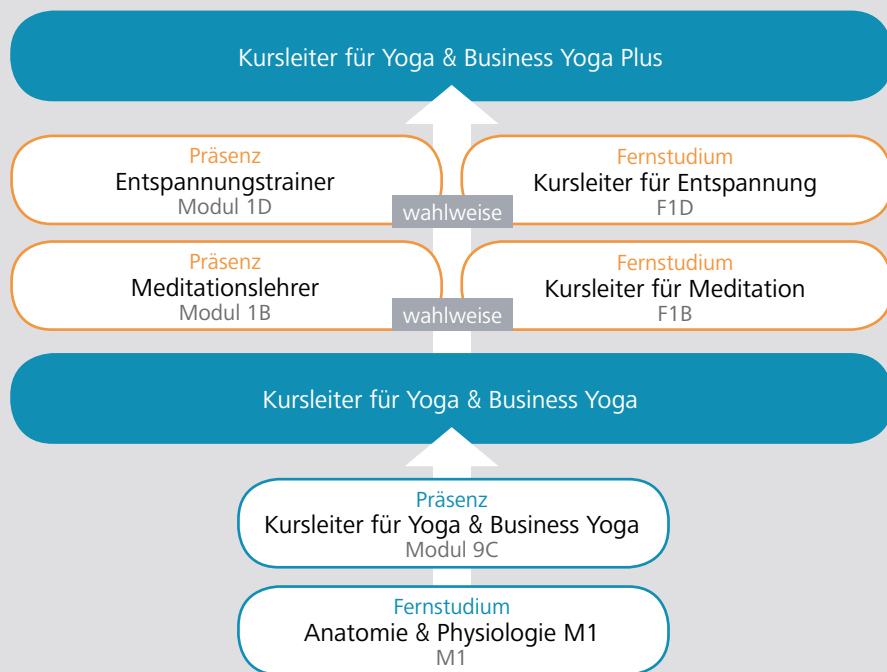 Kursleiter für Yoga & Business Yoga Plus
Präsenz
Entspannungstrainer
Modul 1D
wahlweise
Fernstudium
Kursleiter für Entspannung
F1D
Präsenz
Meditationslehrer
Modul 1B
wahlweise
Fernstudium
Kursleiter für Meditation
F1B
Kursleiter für Yoga & Business Yoga
Präsenz
Kursleiter für Yoga & Business Yoga
Modul 9C
Fernstudium
Anatomie & Physiologie M1
M1